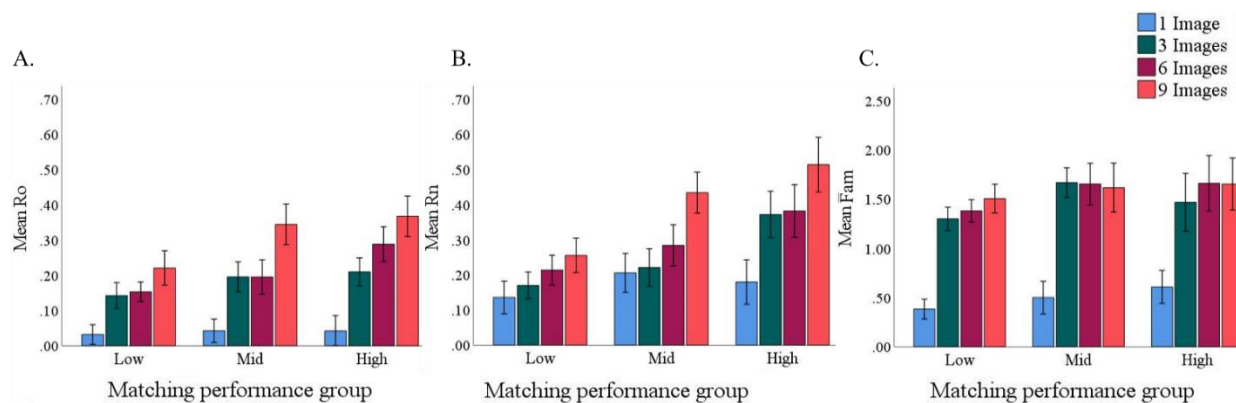 1 Image
3 Images
6 Images
9 Images
A.
.70
.60
.50
.40
.30
.20
.10
.00
Mean Ro
Low Mid High
Matching performance group
B.
.70
.60
.50
.40
.30
.20
.10
.00
Mean Rn
Low Mid High
Matching performance group
C.
2.50
2.00
1.50
1.00
.50
.00
Mean Fam
Low Mid High
Matching performance group